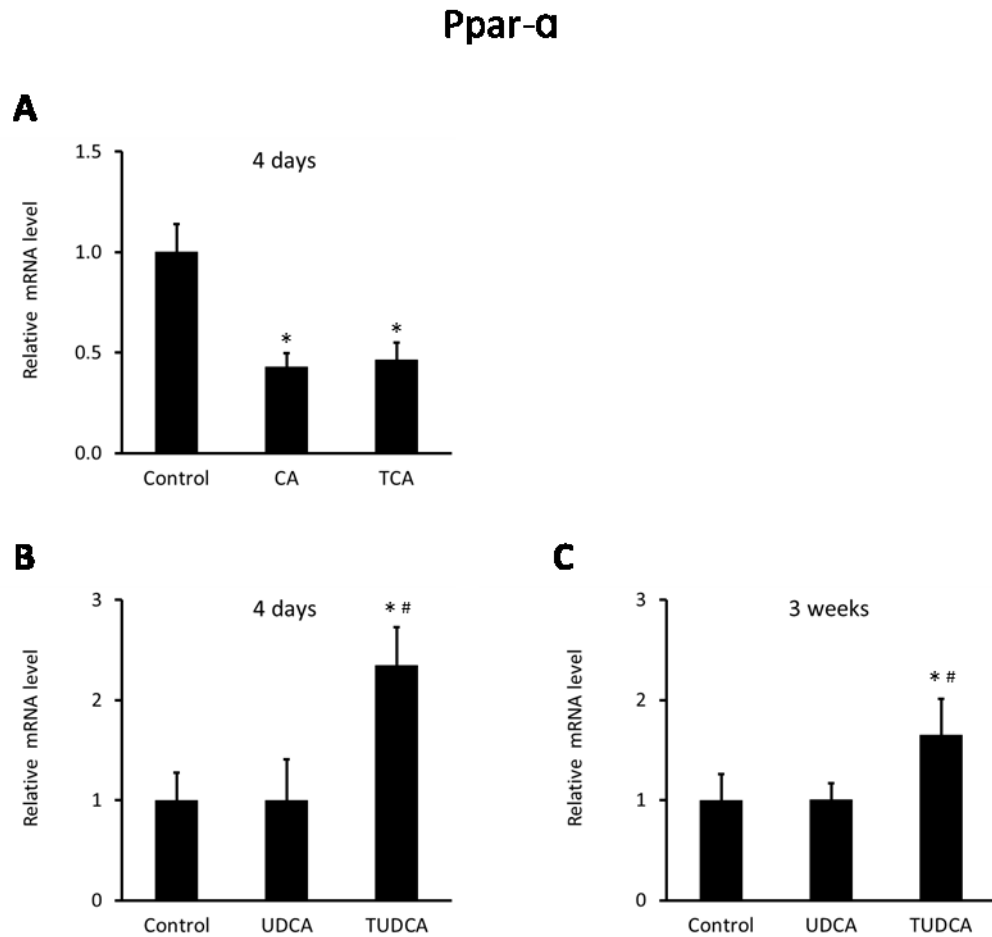 Ppar-α
A
4 days
Relative mRNA level
1.5
1.0
0.5
0.0
*
*
Control CA TCA
B
4 days
Relative mRNA level
3
2
1
0
* #
Control UDCA TUDCA
C
3 weeks
Relative mRNA level
3
2
1
0
* #
Control UDCA TUDCA